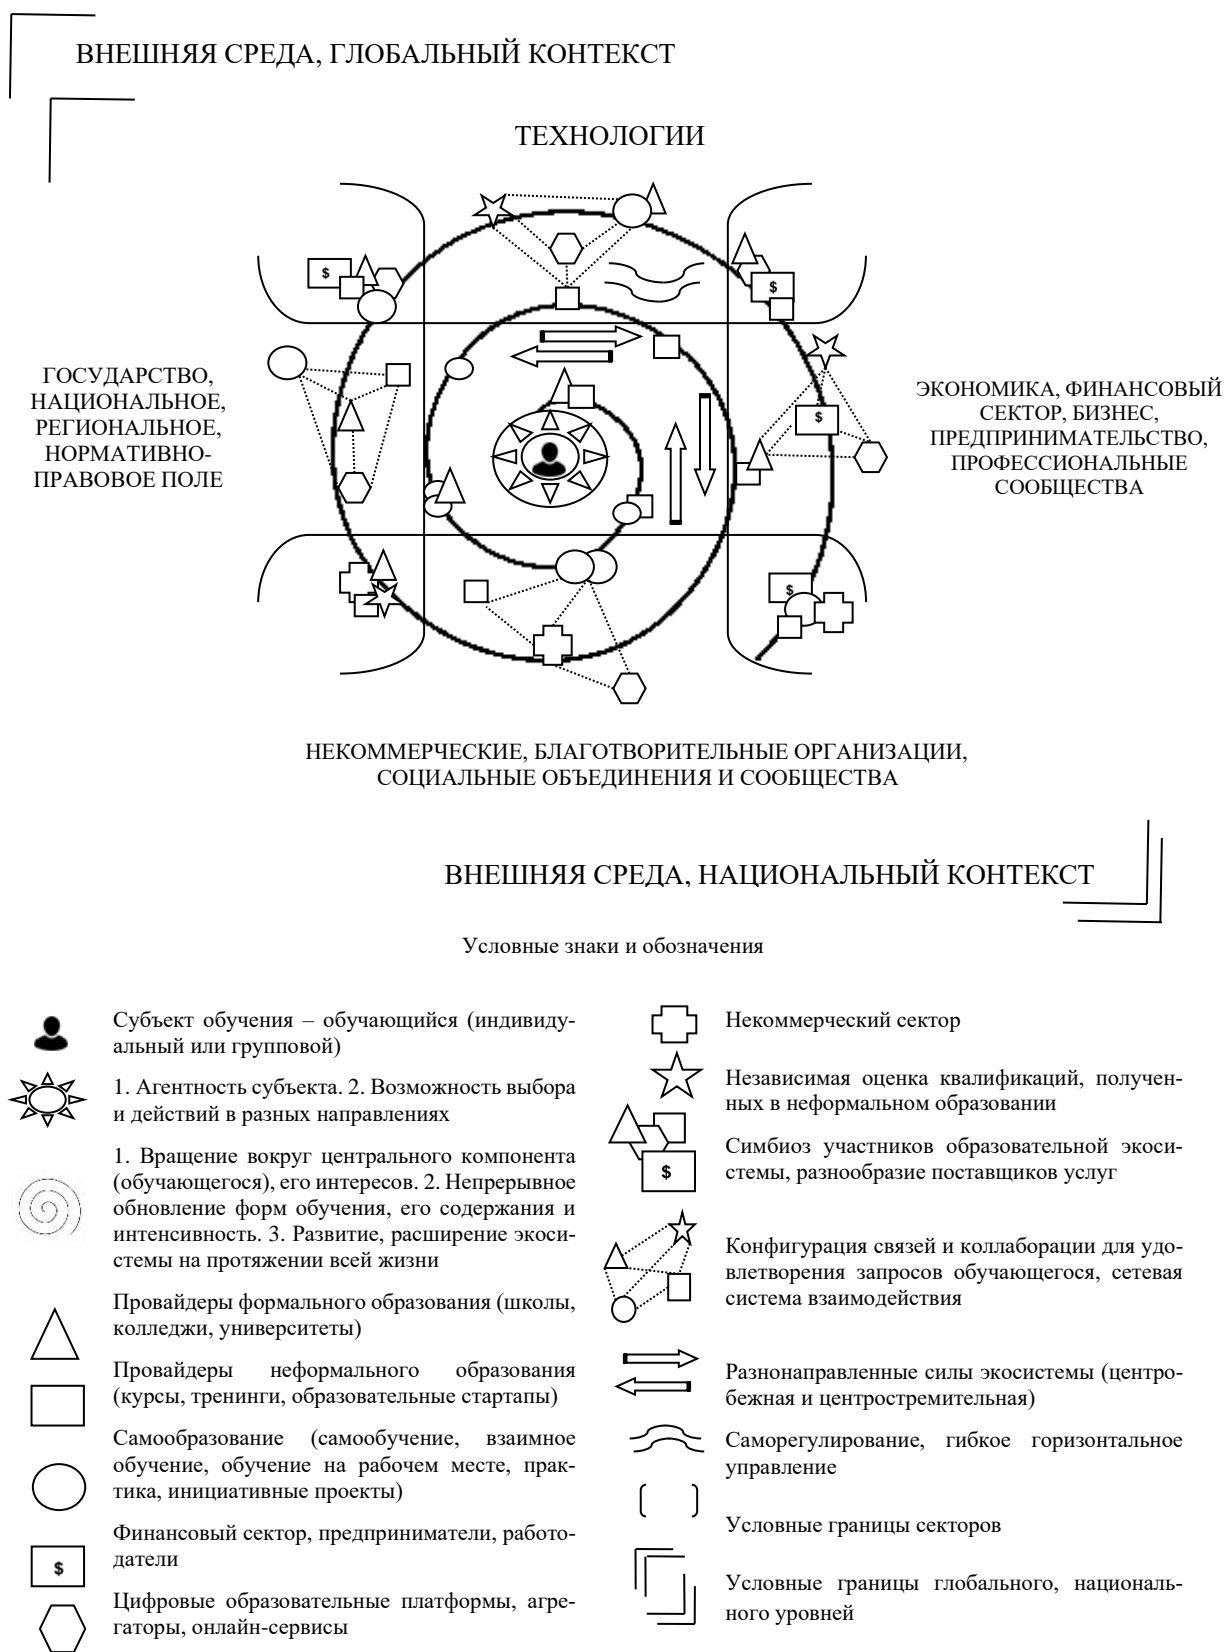 ВНЕШНЯЯ СРЕДА, ГЛОБАЛЬНЫЙ КОНТЕКСТ
ТЕХНОЛОГИИ
$
$
ГОСУДАРСТВО,
НАЦИОНАЛЬНОЕ,
РЕГИОНАЛЬНОЕ,
НОРМАТИВНО-
ПРАВОВОЕ ПОЛЕ
$
ЭКОНОМИКА, ФИНАНСОВЫЙ
СЕКТОР, БИЗНЕС,
ПРЕДПРИНИМАТЕЛЬСТВО,
ПРОФЕССИОНАЛЬНЫЕ
СООБЩЕСТВА
$
НЕКОММЕРЧЕСКИЕ, БЛАГОТВОРИТЕЛЬНЫЕ ОРГАНИЗАЦИИ,
СОЦИАЛЬНЫЕ ОБЪЕДИНЕНИЯ И СООБЩЕСТВА
ВНЕШНЯЯ СРЕДА, НАЦИОНАЛЬНЫЙ КОНТЕКСТ
Условные знаки и обозначения
Субъект обучения – обучающийся (индивиду-
альный или групповой)
1. Агентность субъекта. 2. Возможность выбора
и действий в разных направлениях
1. Вращение вокруг центрального компонента
(обучающегося), его интересов. 2. Непрерывное
обновление форм обучения, его содержания и
интенсивность. 3. Развитие, расширение экоси-
стемы на протяжении всей жизни
Провайдеры формального образования (школы,
колледжи, университеты)
Провайдеры неформального образования
(курсы, тренинги, образовательные стартапы)
Самообразование (самообучение, взаимное
обучение, обучение на рабочем месте, прак-
тика, инициативные проекты)
Финансовый сектор, предприниматели, работо-
датели
$
Цифровые образовательные платформы, агре-
гаторы, онлайн-сервисы
Некоммерческий сектор
Независимая оценка квалификаций, получен-
ных в неформальном образовании
Симбиоз участников образовательной экоси-
стемы, разнообразие поставщиков услуг
$
Конфигурация связей и коллаборации для удо-
влетворения запросов обучающегося, сетевая
система взаимодействия
Разнонаправленные силы экосистемы (центро-
бежная и центростремительная)
Саморегулирование, гибкое горизонтальное
управление
Условные границы секторов
Условные границы глобального, националь-
ного уровней